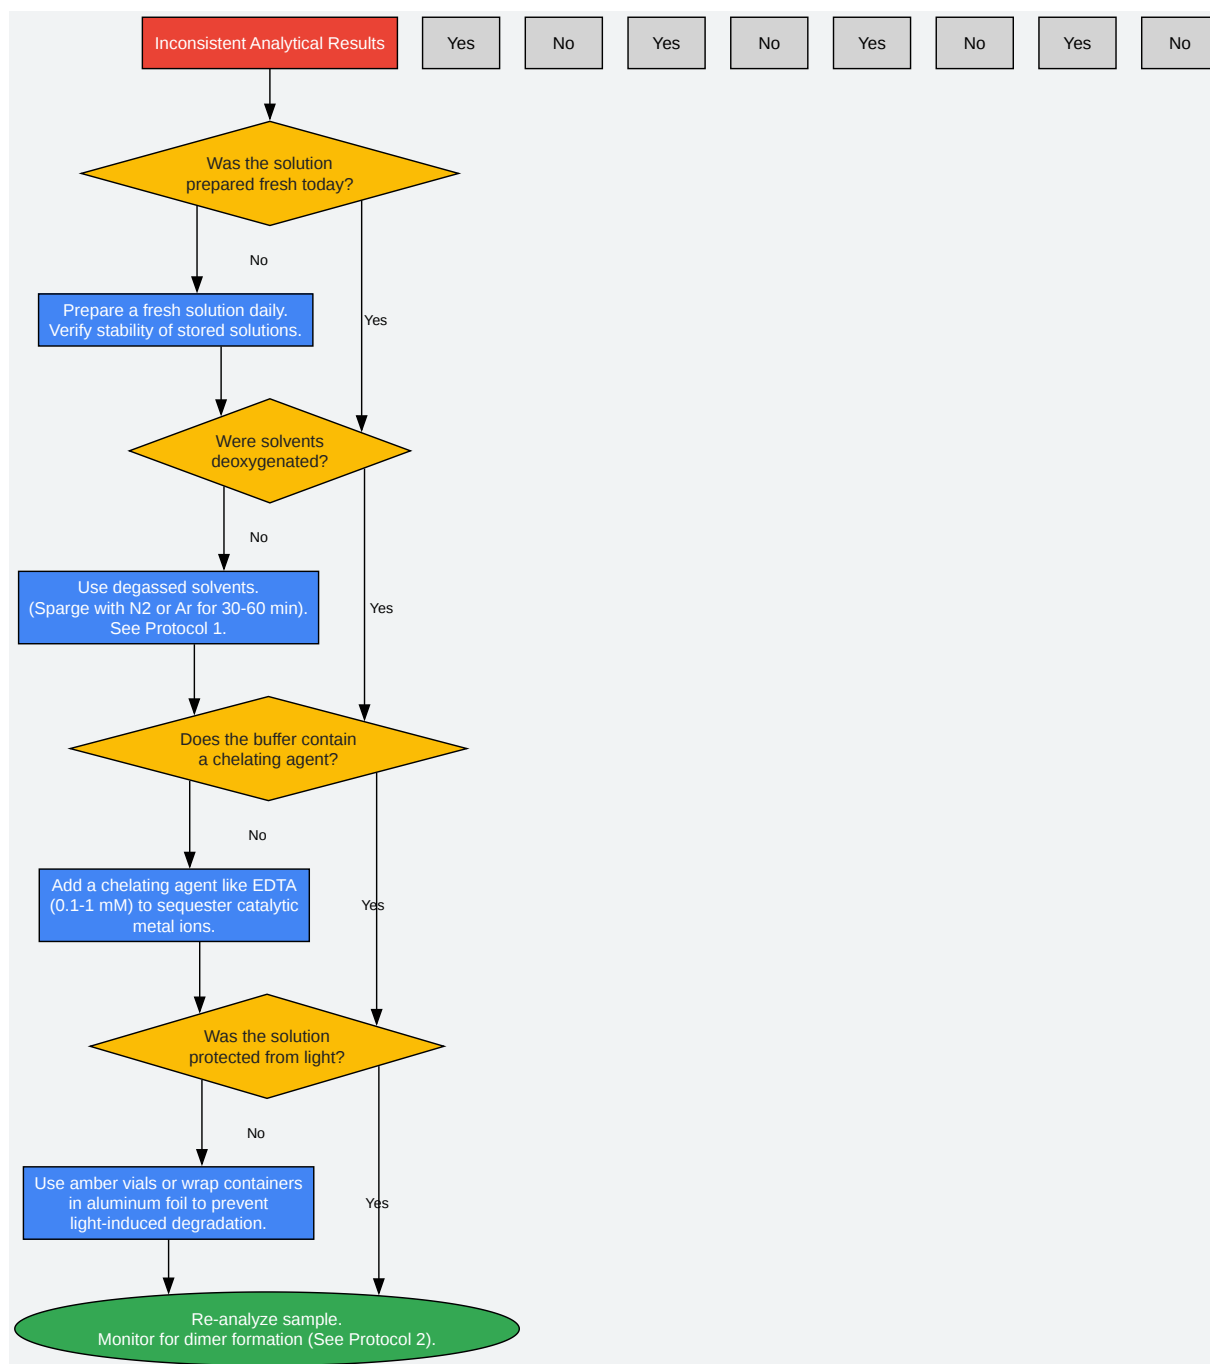 Inconsistent Analytical Results
Yes
No
Yes
No
Yes
No
Yes
No
Was the solution
prepared fresh today?
No
Prepare a fresh solution daily.
Verify stability of stored solutions.
Yes
Were solvents
deoxygenated?
No
Use degassed solvents.
(Sparge with N2 or Ar for 30-60 min).
See Protocol 1.
Yes
Does the buffer contain
a chelating agent?
No
Add a chelating agent like EDTA
(0.1-1 mM) to sequester catalytic
metal ions.
Yes
Was the solution
protected from light?
No
Use amber vials or wrap containers
in aluminum foil to prevent
light-induced degradation.
Yes
Re-analyze sample.
Monitor for dimer formation (See Protocol 2).